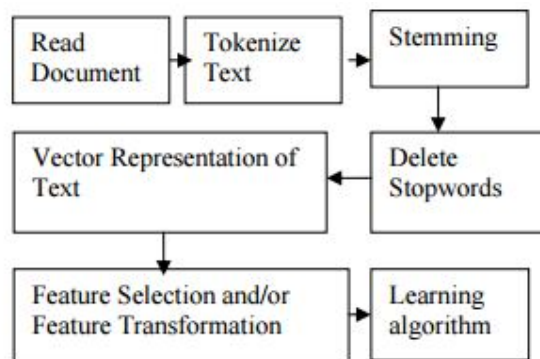 Read
Document
Tokenize
Text
Stemming
Vector Representation of
Text
Delete
Stopwords
Feature Selection and/or
Feature Transformation
Learning
algorithm